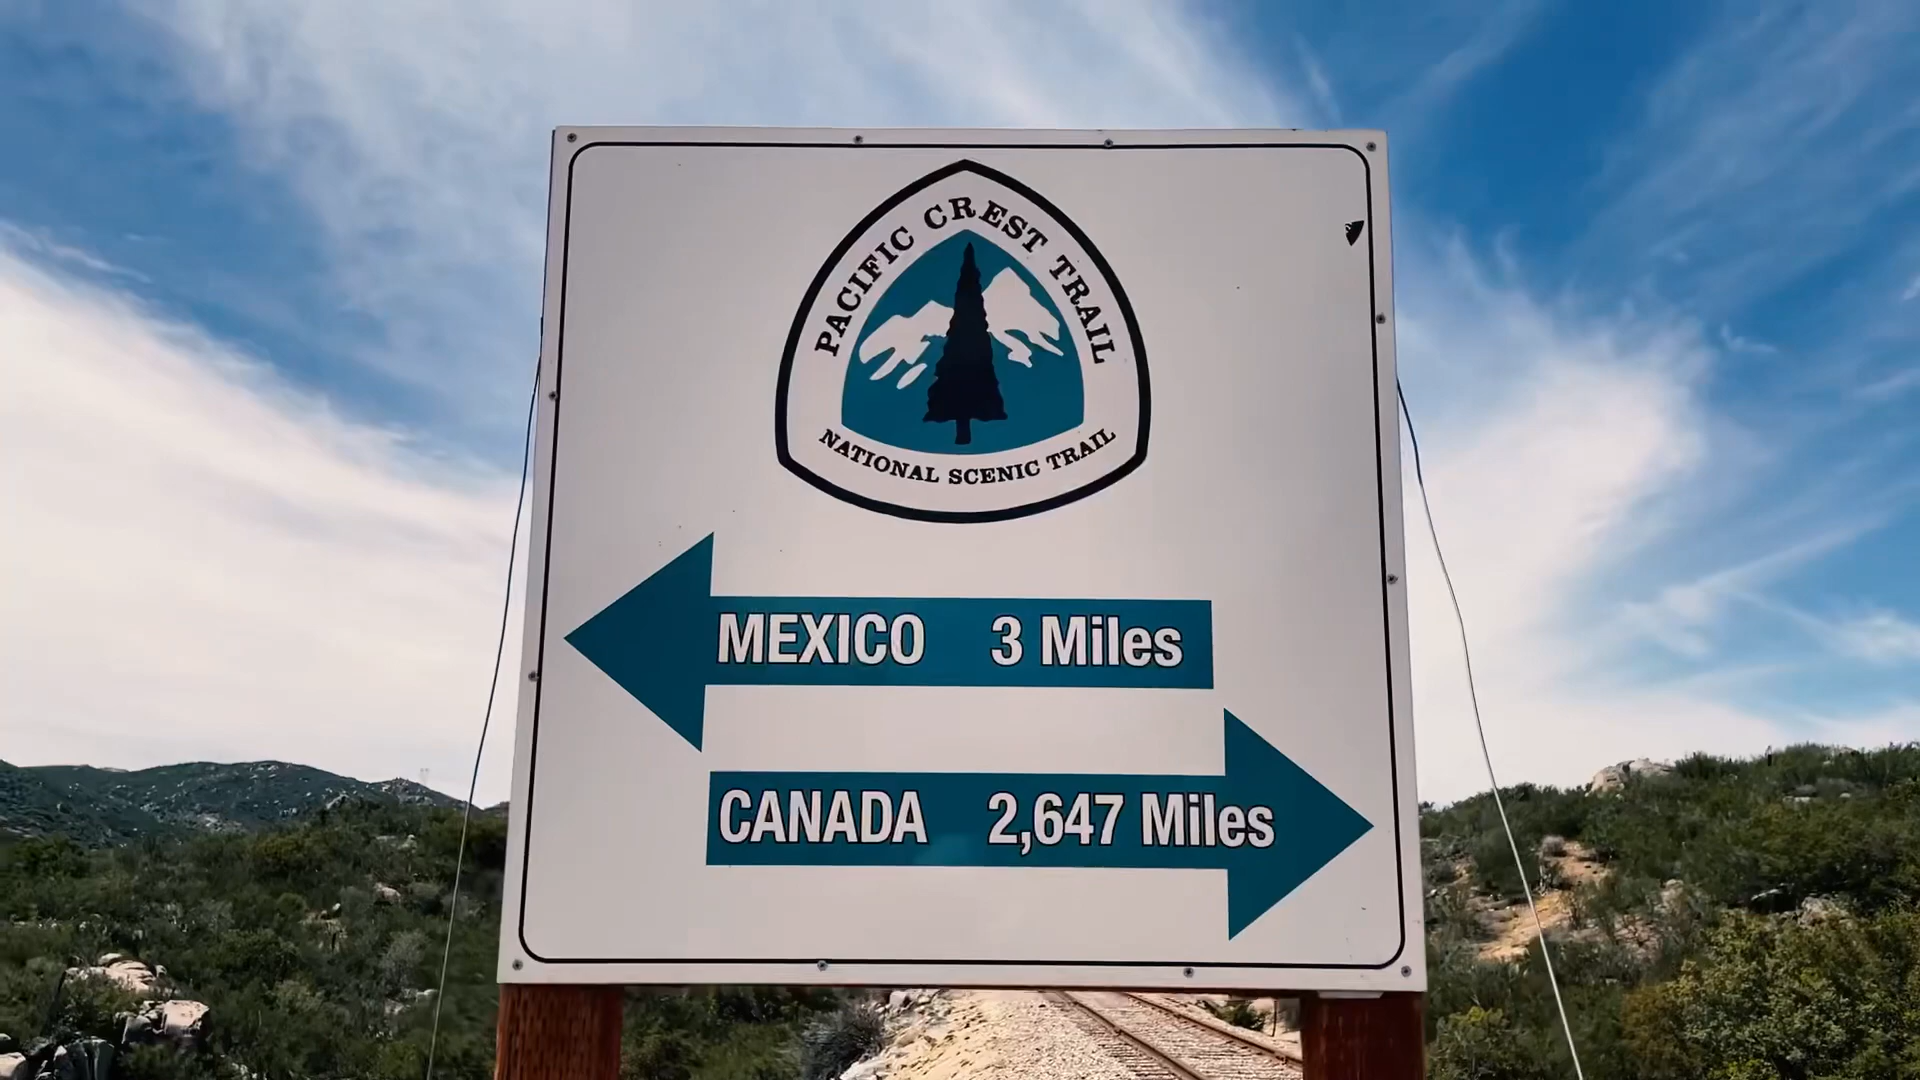 PACIFIC CREST TRAIL
NATIONAL SCENIC TRAIL
MEXICO 3 Miles
CANADA 2,647 Miles